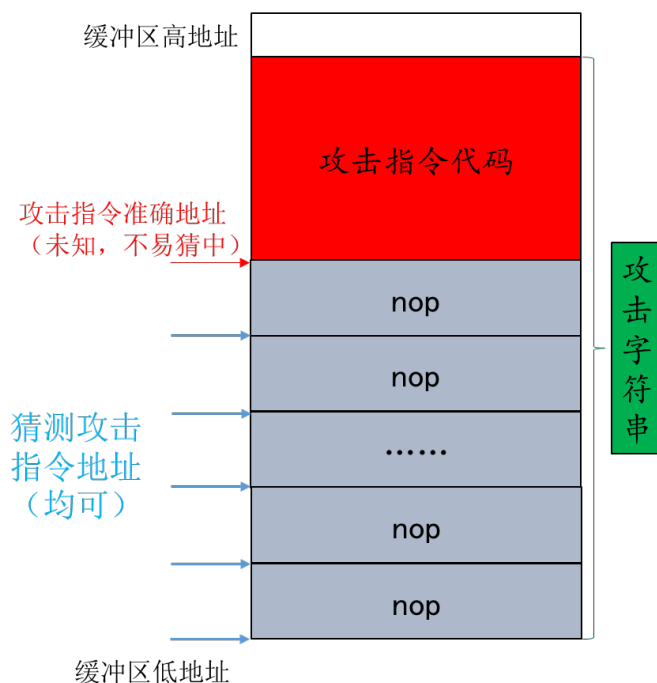 缓冲区高地址
攻击指令代码
攻击指令准确地址
（未知，不易猜中）
nop
nop
猜测攻击
指令地址
（均可）
……
nop
nop
缓冲区低地址
攻击字符串